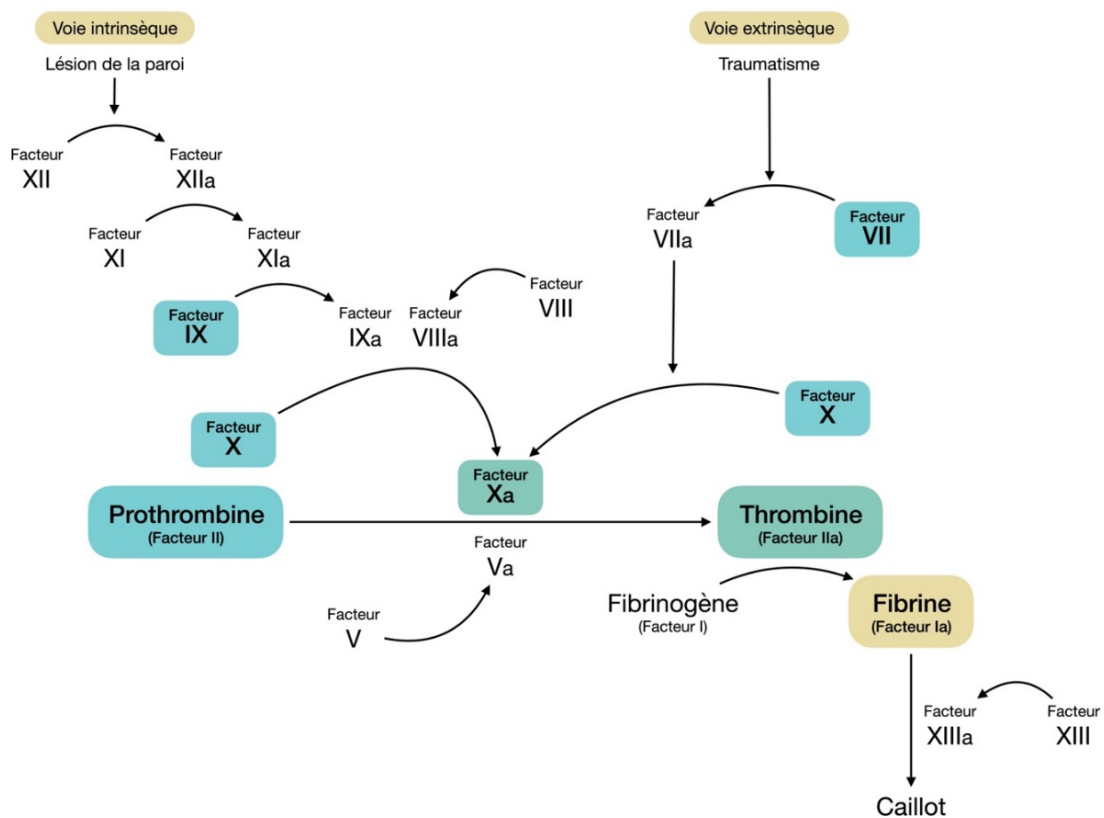 Voie intrinsèque
Voie extrinsèque
Lésion de la paroi
Traumatisme
Facteur
XII
Facteur
XIIa
Facteur
XI
Facteur
XIa
Facteur
VIIa
Facteur
VII
Facteur
IX
Facteur
IXa
Facteur
VIIIa
Facteur
VIII
Facteur
X
Facteur
X
Facteur
Xa
Prothrombine
(Facteur II)
Thrombine
(Facteur IIa)
Facteur
Va
Facteur
V
Fibrinogène
(Facteur I)
Fibrine
(Facteur Ia)
Facteur
XIIIa
Facteur
XIII
Caillot